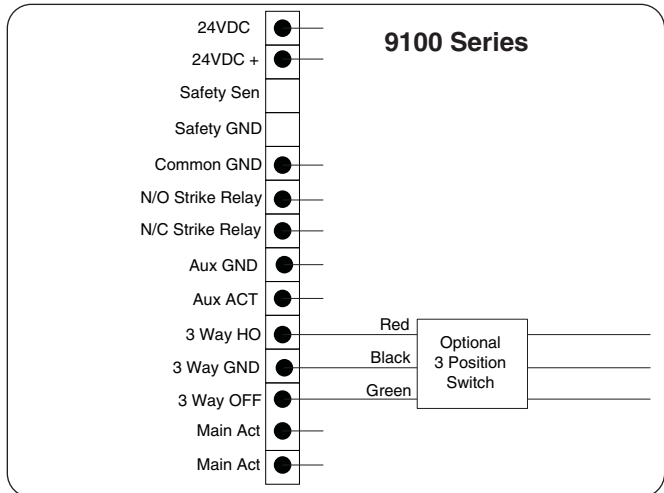 24VDC
9100 Series
24VDC +
Safety Sen
Safety GND
Common GND
N/O Strike Relay
N/C Strike Relay
Aux GND
Aux ACT
3 Way HO
Red
3 Way GND
Black
3 Way OFF
Green
Optional
3 Position
Switch
Main Act
Main Act